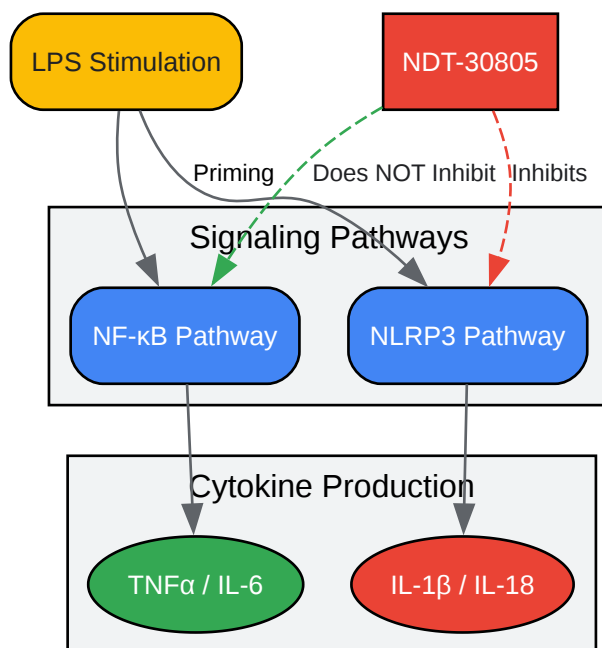 LPS Stimulation
NDT-30805
Priming
Does NOT Inhibit
Inhibits
Signaling Pathways
NF-κB Pathway
NLRP3 Pathway
Cytokine Production
TNFα / IL-6
IL-1β / IL-18